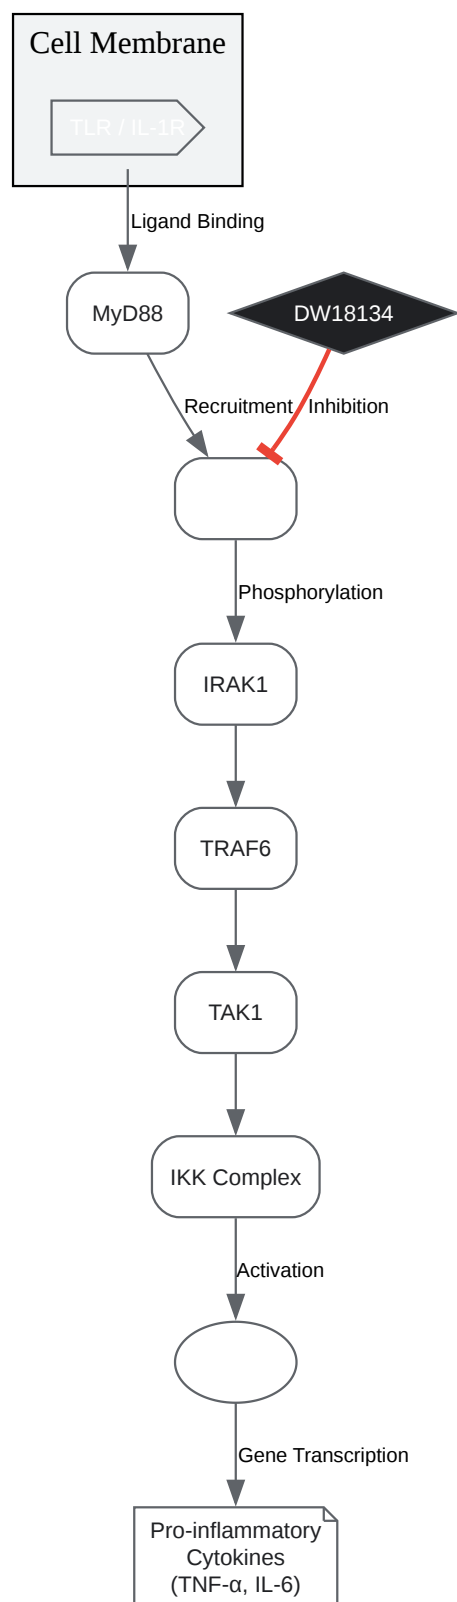 Cell Membrane
TLR / IL-1R
Ligand Binding
MyD88
DW18134
Recruitment
Inhibition
Phosphorylation
IRAK1
TRAF6
TAK1
IKK Complex
Activation
Gene Transcription
Pro-inflammatory
Cytokines
(TNF-α, IL-6)